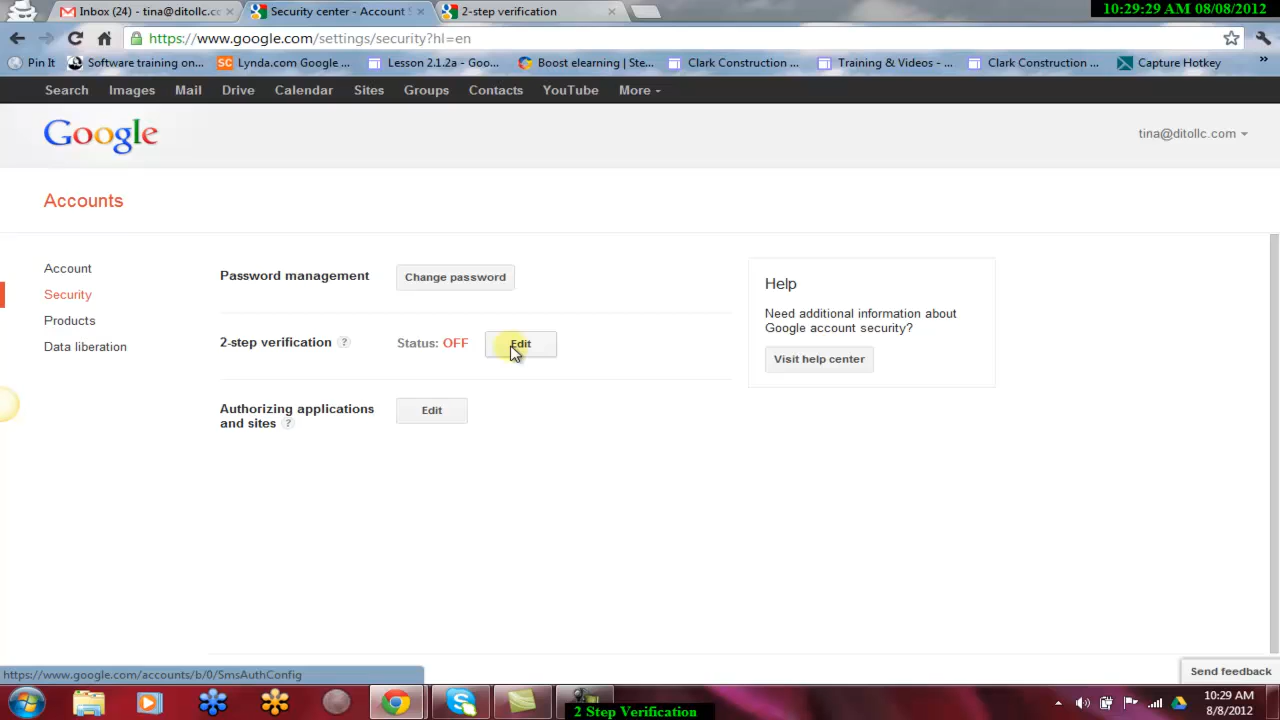 10:29:29 AM 08/08/2012
Inbox (24) - tina@ditollc.co
Security center - Account S
2-step verification
https://www.google.com/settings/security?hl=en
Pin It
Software training on...
Lynda.com Google ...
Lesson 2.1.2a - Goo...
Boost elearning | Ste...
Clark Construction ...
Training & Videos - ...
Clark Construction ...
Capture Hotkey
Search Images Mail Drive Calendar Sites Groups Contacts YouTube More
Google
tina@ditollc.com
Accounts
Account
Security
Products
Data liberation
Password management
Change password
2-step verification ?
Status: OFF
Edit
Authorizing applications
and sites ?
Edit
Help
Need additional information about
Google account security?
Visit help center
https://www.google.com/accounts/b/0/SmsAuthConfig
Send feedback
10:29 AM
8/8/2012
2 Step Verification